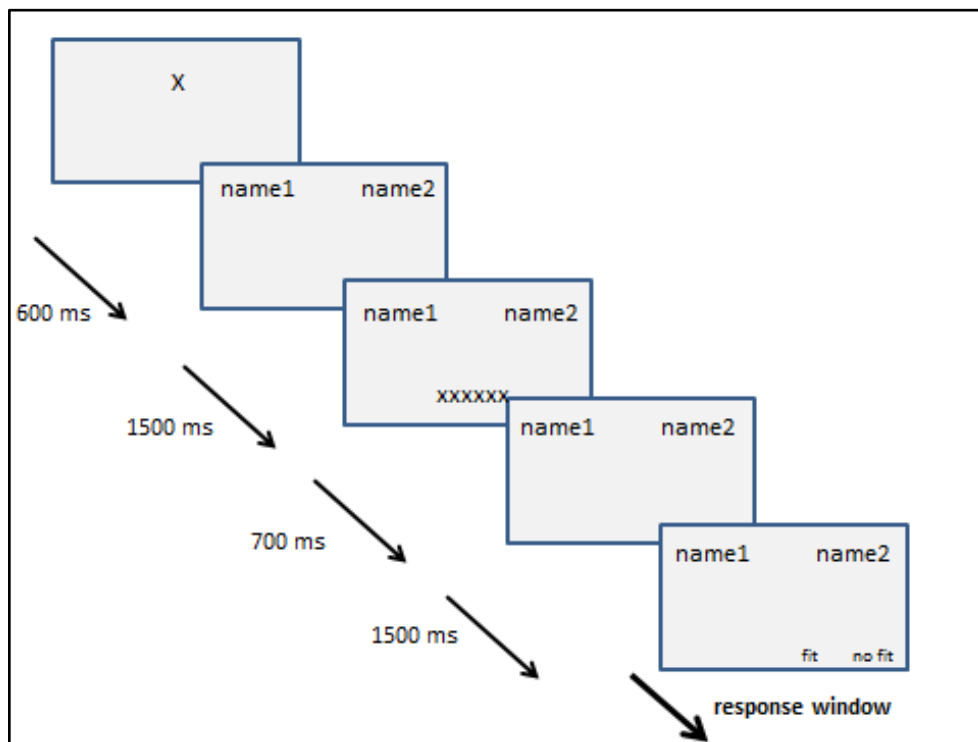 X
name1 name2
name1 name2
600 ms
xxxxxx
name1 name2
1500 ms
700 ms
name1 name2
1500 ms
fit no fit
response window